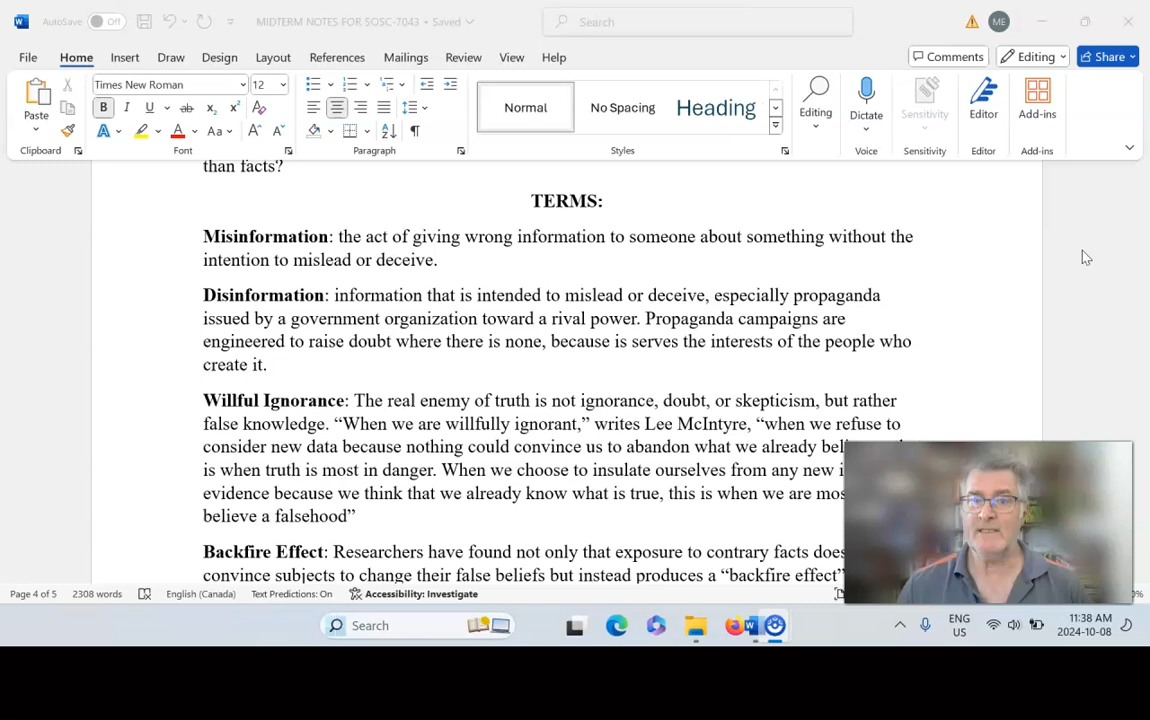 AutoSave Off MIDTERM NOTES FOR SOSC-7043 • Saved Search ME
File Home Insert Draw Design Layout References Mailings Review View Help Comments Editing Share
Times New Roman 12 Normal No Spacing Heading
Paste Editing Dictate Sensitivity Editor Add-ins
Clipboard Font Paragraph Styles Voice Sensitivity Editor Add-ins
than facts?
TERMS:
Misinformation: the act of giving wrong information to someone about something without the
intention to mislead or deceive.
Disinformation: information that is intended to mislead or deceive, especially propaganda
issued by a government organization toward a rival power. Propaganda campaigns are
engineered to raise doubt where there is none, because is serves the interests of the people who
create it.
Willful Ignorance: The real enemy of truth is not ignorance, doubt, or skepticism, but rather
false knowledge. “When we are willfully ignorant,” writes Lee McIntyre, “when we refuse to
consider new data because nothing could convince us to abandon what we already
is when truth is most in danger. When we choose to insulate ourselves from any new
evidence because we think that we already know what is true, this is when we are
believe a falsehood”
Backfire Effect: Researchers have found not only that exposure to contrary facts
convince subjects to change their false beliefs but instead produces a “backfire effect”
Page 4 of 5 2308 words English (Canada) Text Predictions: On Accessibility: Investigate
Search ENG US 11:38 AM 2024-10-08